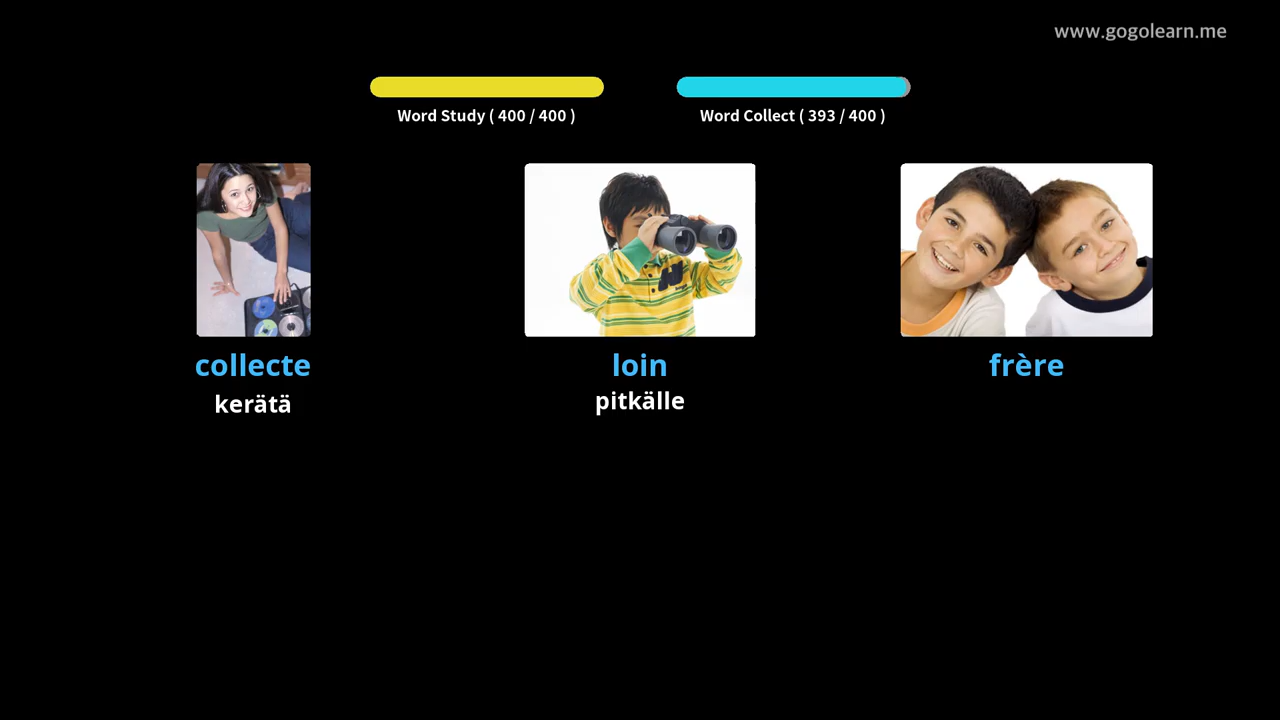 www.gogolearn.me
Word Study ( 400 / 400 )
Word Collect ( 393 / 400 )
collecte
loin
frère
kerätä
pitkälle